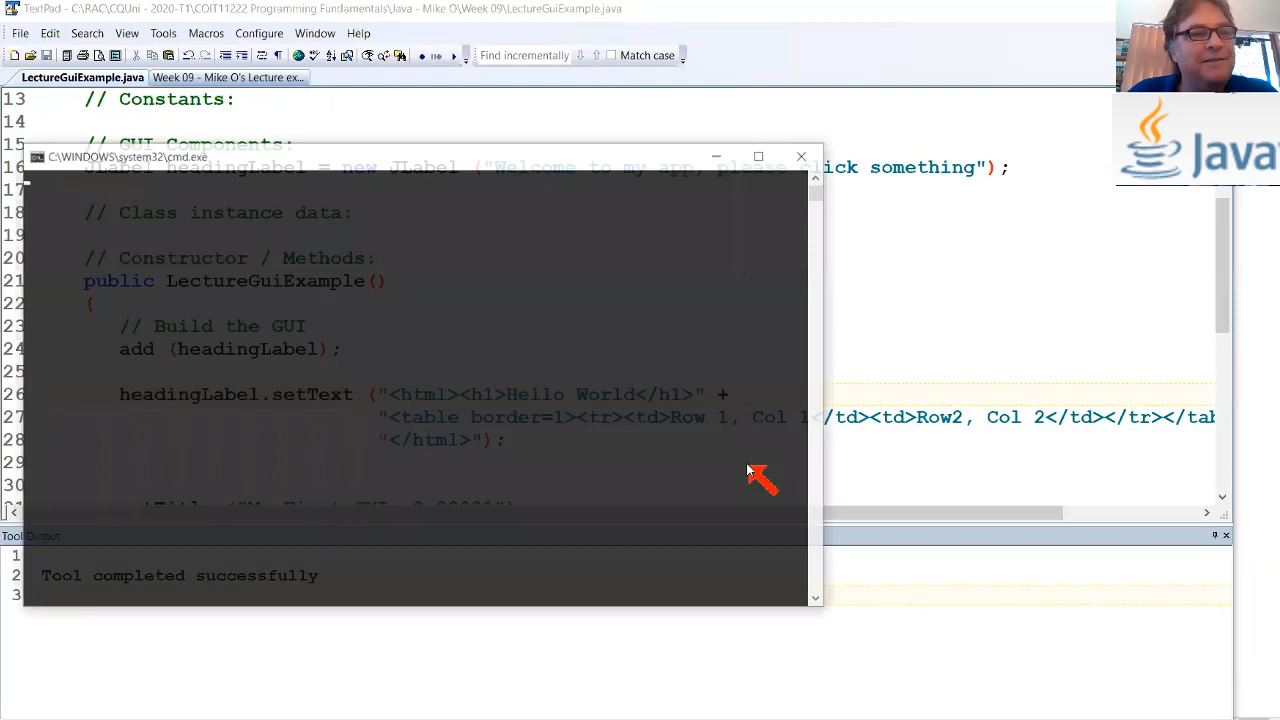 TextPad - C:\RAC\CQUni - 2020-T1\COIT11222 Programming Fundamentals\Java - Mike O\Week 09\LectureGuiExample.java
File Edit Search View Tools Macros Configure Window Help
Find incrementally Match case
LectureGuiExample.java Week 09 - Mike O's Lecture ex...
13 // Constants:
14
15 // GUI Components:
C:\WINDOWS\system32\cmd.exe
16 JLabel headingLabel = new JLabel ("Welcome to my app, please click something");
17
18 // Class instance data:
19
20 // Constructor / Methods:
21 public LectureGuiExample()
22 {
23 // Build the GUI
24 add (headingLabel);
25
26 headingLabel.setText ("<html><h1>Hello World</h1>" +
27 "<table border=1><tr><td>Row 1, Col 1</td><td>Row2, Col 2</td></tr></tab
28 "</html>");
29
30
Tool Output
1
2 Tool completed successfully
3
Java